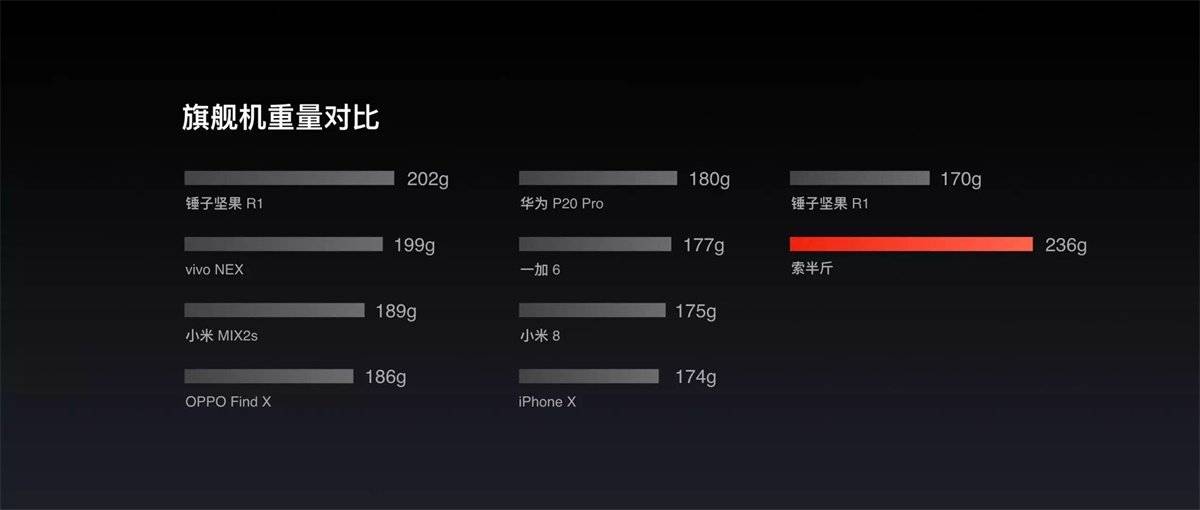 旗舰机重量对比
202g
锤子坚果 R1
199g
vivo NEX
189g
小米 MIX2s
186g
OPPO Find X
180g
华为 P20 Pro
177g
一加 6
175g
小米 8
174g
iPhone X
170g
锤子坚果 R1
236g
索半斤